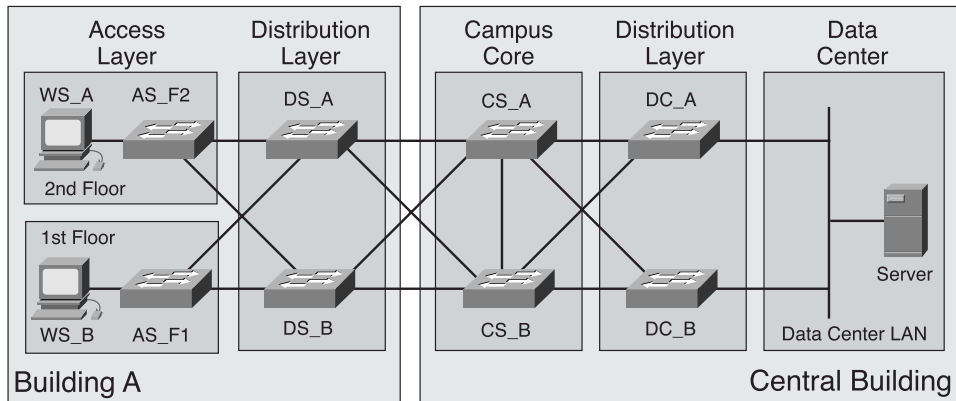 Access
Layer
Distribution
Layer
Campus
Core
Distribution
Layer
Data
Center
WS_A
AS_F2
DS_A
CS_A
DC_A
2nd Floor
1st Floor
Server
WS_B
AS_F1
DS_B
CS_B
DC_B
Data Center LAN
Building A
Central Building